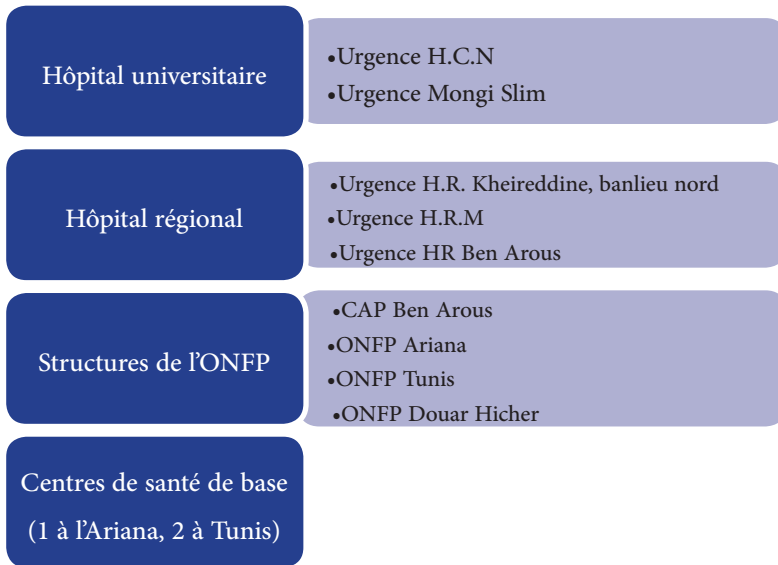 Hôpital universitaire
•Urgence H.C.N
•Urgence Mongi Slim
Hôpital régional
•Urgence H.R. Kheireddine, banlieu nord
•Urgence H.R.M
•Urgence HR Ben Arous
Structures de l’ONFP
•CAP Ben Arous
•ONFP Ariana
•ONFP Tunis
•ONFP Douar Hicher
Centres de santé de base
(1 à l’Ariana, 2 à Tunis)